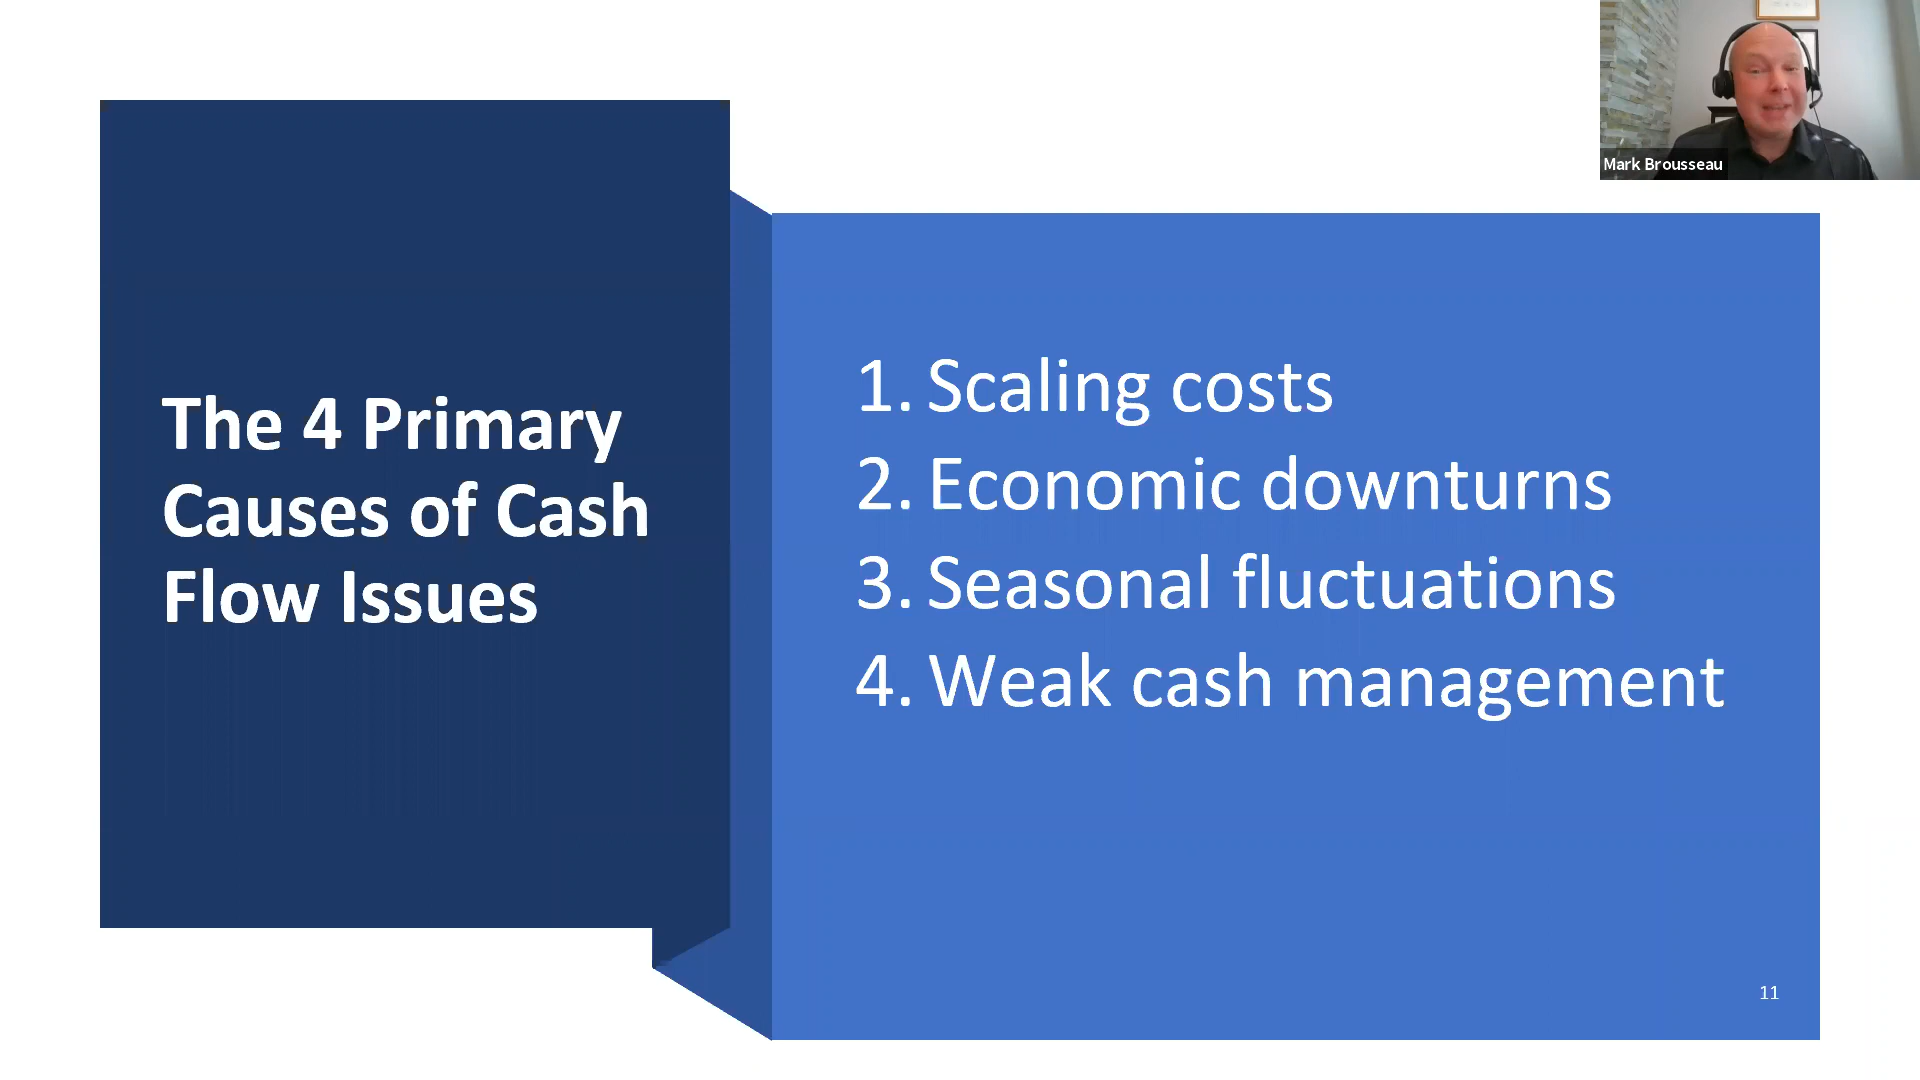 Mark Brousseau
The 4 Primary
Causes of Cash
Flow Issues
1. Scaling costs
2. Economic downturns
3. Seasonal fluctuations
4. Weak cash management
11